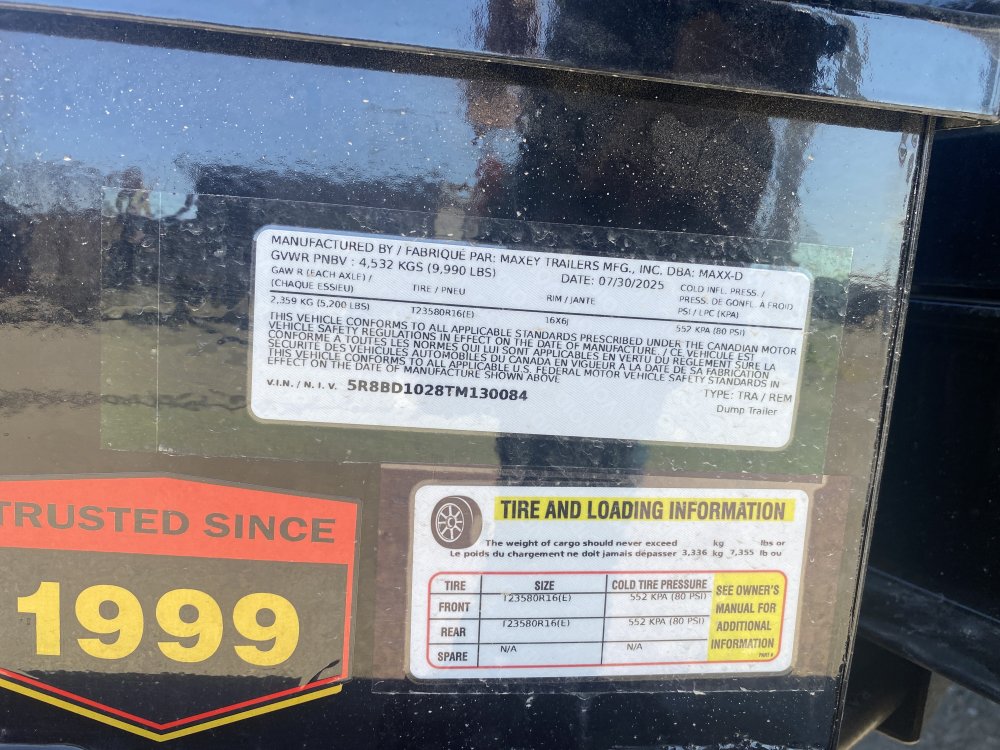 MANUFACTURED BY / FABRIQUÉ PAR: MAXEY TRAILERS MFG., INC. DBA: MAXX-D
GVWR PNBV : 4,532 KGS (9,990 LBS)
DATE: 07/30/2025
GAW R (EACH AXLE) /
(CHAQUE ESSIEU)
TIRE / PNEU
RIM / JANTE
COLD INFL. PRESS. /
PRESS. DE GONFL. À FROID
PSI / LPC (KPA)
2,359 KG (5,200 LBS)
T23580R16(E)
16X6J
552 KPA (80 PSI)
THIS VEHICLE CONFORMS TO ALL APPLICABLE STANDARDS PRESCRIBED UNDER THE CANADIAN MOTOR
VEHICLE SAFETY REGULATIONS IN EFFECT ON THE DATE OF MANUFACTURE. / CE VEHICULE EST
CONFORME A TOUTES LES NORMES QUI LUI SONT APPLICABLES EN VERTU DU REGLEMENT SUR LA
SECURITE DES VEHICULES AUTOMOBILES DU CANADA EN VIGUEUR A LA DATE DE SA FABRICATION
THIS VEHICLE CONFORMS TO ALL APPLICABLE U.S. FEDERAL MOTOR VEHICLE SAFETY STANDARDS IN
EFFECT ON THE DATE OF MANUFACTURE SHOWN ABOVE
V.I.N. / N. I. V. 5R8BD1028TM130084
TYPE: TRA / REM
Dump Trailer
TRUSTED SINCE
1999
TIRE AND LOADING INFORMATION
The weight of cargo should never exceed kg lbs or
Le poids du chargement ne doit jamais dépasser 3,336 kg 7,355 lb ou
TIRE SIZE COLD TIRE PRESSURE
FRONT T23580R16(E) 552 KPA (80 PSI)
REAR T23580R16(E) 552 KPA (80 PSI)
SPARE N/A N/A
SEE OWNER'S
MANUAL FOR
ADDITIONAL
INFORMATION